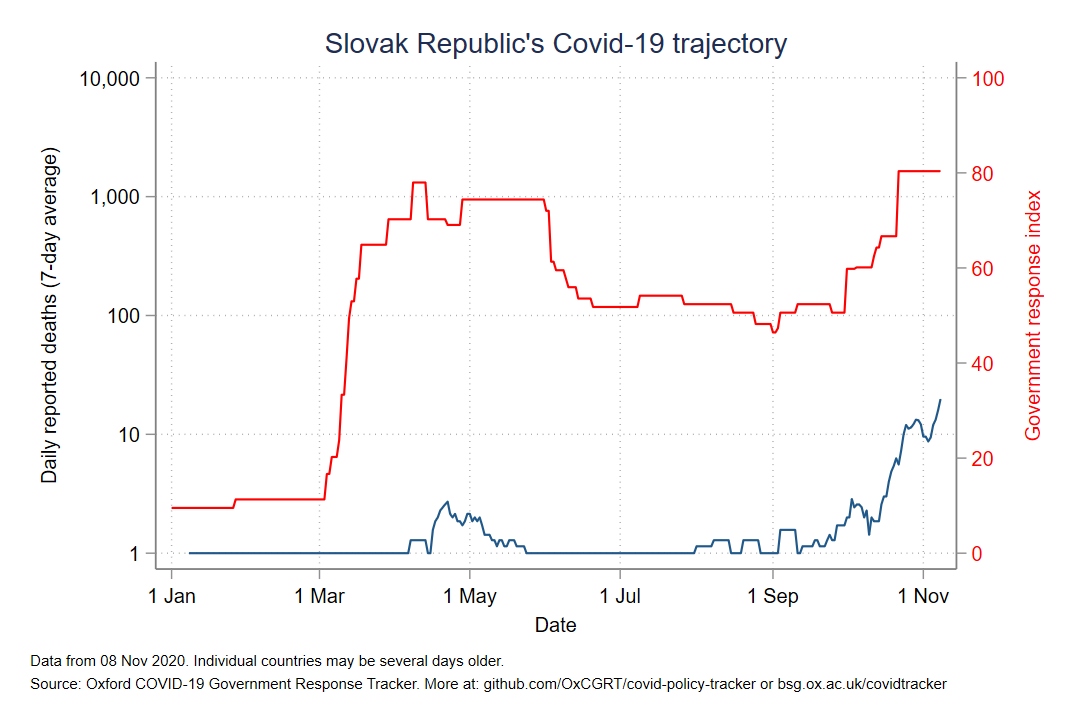 Slovak Republic's Covid-19 trajectory
10,000
1,000
100
10
1
Daily reported deaths (7-day average)
100
80
60
40
20
0
Government response index
1 Jan 1 Mar 1 May 1 Jul 1 Sep 1 Nov
Date
Data from 08 Nov 2020. Individual countries may be several days older.
Source: Oxford COVID-19 Government Response Tracker. More at: github.com/OxCGRT/covid-policy-tracker or bsg.ox.ac.uk/covidtracker